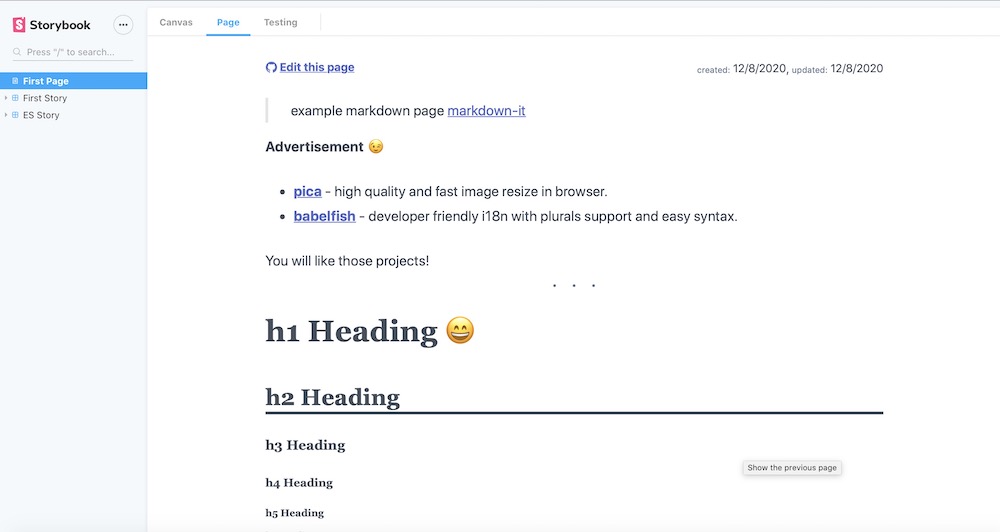 Storybook
Press "/" to search...
First Page
First Story
ES Story
Canvas Page Testing
Edit this page
created: 12/8/2020, updated: 12/8/2020
example markdown page markdown-it
Advertisement 😉
• pica - high quality and fast image resize in browser.
• babelfish - developer friendly i18n with plurals support and easy syntax.
You will like those projects!
. . .
h1 Heading 😄
h2 Heading
h3 Heading
Show the previous page
h4 Heading
h5 Heading